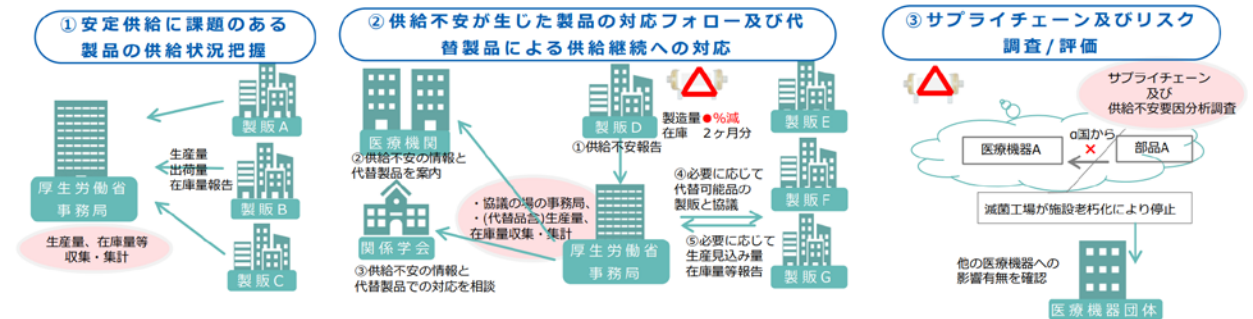 ①安定供給に課題のある
製品の供給状況把握
製販A
生産量
出荷量
在庫量報告
厚生労働省
事務局
製販B
生産量、在庫量等
収集・集計
製販C
②供給不安が生じた製品の対応フォロー及び代
替製品による供給継続への対応
医療機関
②供給不安の情報と
代替製品を案内
製販D
①供給不安報告
製造量●%減
在庫 2ヶ月分
製販E
・協議の場の事務局、
・(代替品含)生産量、
在庫量収集・集計
④必要に応じて
代替可能品の
製販と協議
製販F
関係学会
③供給不安の情報と
代替製品での対応を相談
厚生労働省
事務局
⑤必要に応じて
生産見込み量
在庫量等報告
製販G
③サプライチェーン及びリスク
調査/評価
サプライチェーン
及び
供給不安要因分析調査
医療機器A
α国から
×
部品A
滅菌工場が施設老朽化により停止
他の医療機器への
影響有無を確認
医療機器団体